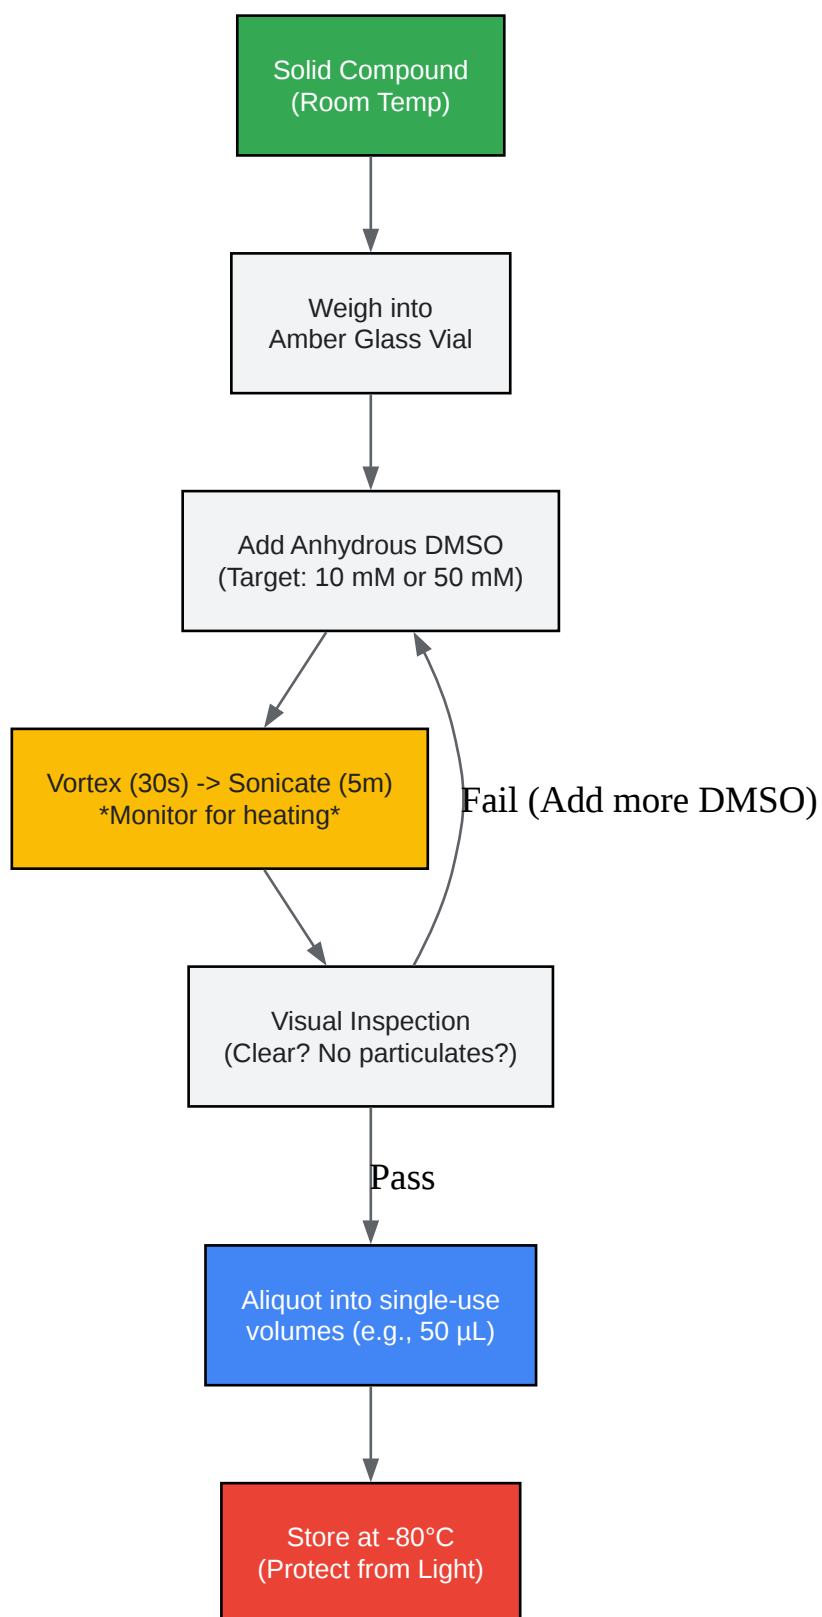 Solid Compound
(Room Temp)
Weigh into
Amber Glass Vial
Add Anhydrous DMSO
(Target: 10 mM or 50 mM)
Vortex (30s) -> Sonicate (5m)
*Monitor for heating*
Fail (Add more DMSO)
Visual Inspection
(Clear? No particulates?)
Pass
Aliquot into single-use
volumes (e.g., 50 µL)
Store at -80°C
(Protect from Light)